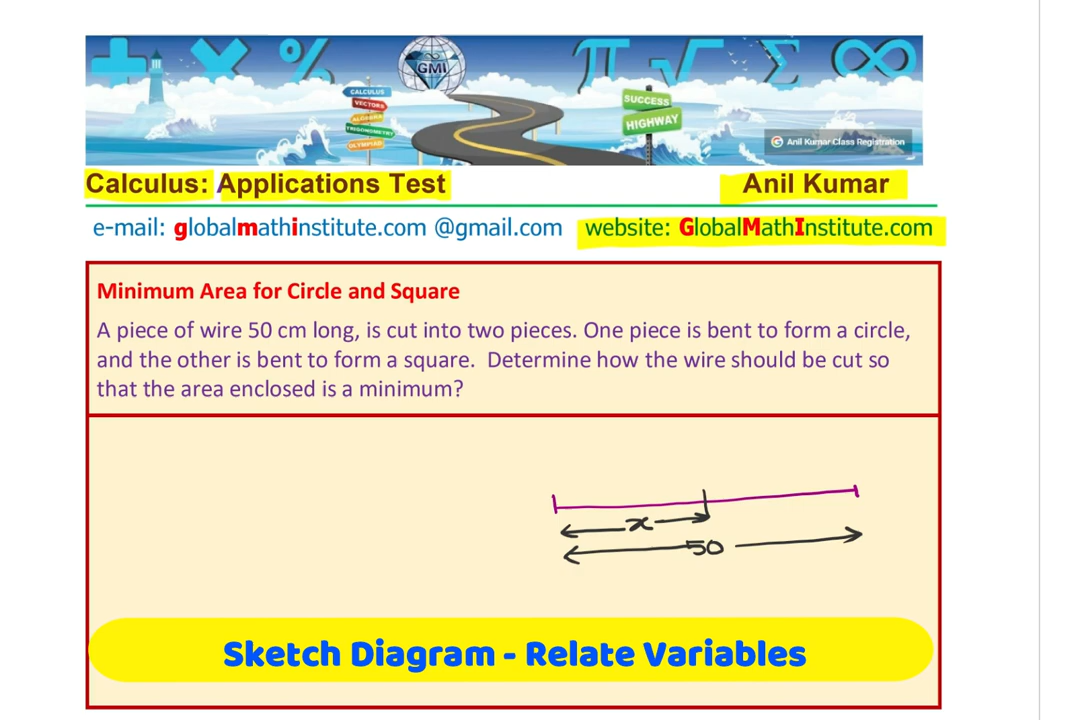 + × % GMI π √ Σ ∞
CALCULUS
VECTORS
ALGEBRA
TRIGONOMETRY
OLYMPIAD
SUCCESS
HIGHWAY
Anil Kumar Class Registration
Calculus: Applications Test Anil Kumar
e-mail: globalmathinstitute.com @gmail.com website: GlobalMathInstitute.com
Minimum Area for Circle and Square
A piece of wire 50 cm long, is cut into two pieces. One piece is bent to form a circle,
and the other is bent to form a square. Determine how the wire should be cut so
that the area enclosed is a minimum?
x
50
Sketch Diagram - Relate Variables